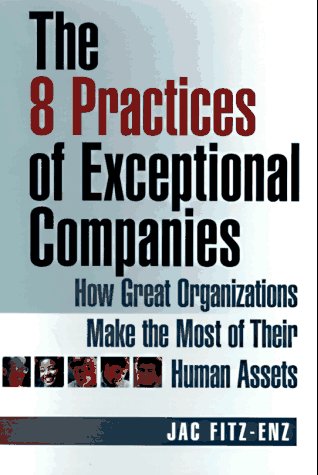 The
8 Practices
of Exceptional
Companies
How Great Organizations
Make the Most of Their
Human Assets
JAC FITZ-ENZ